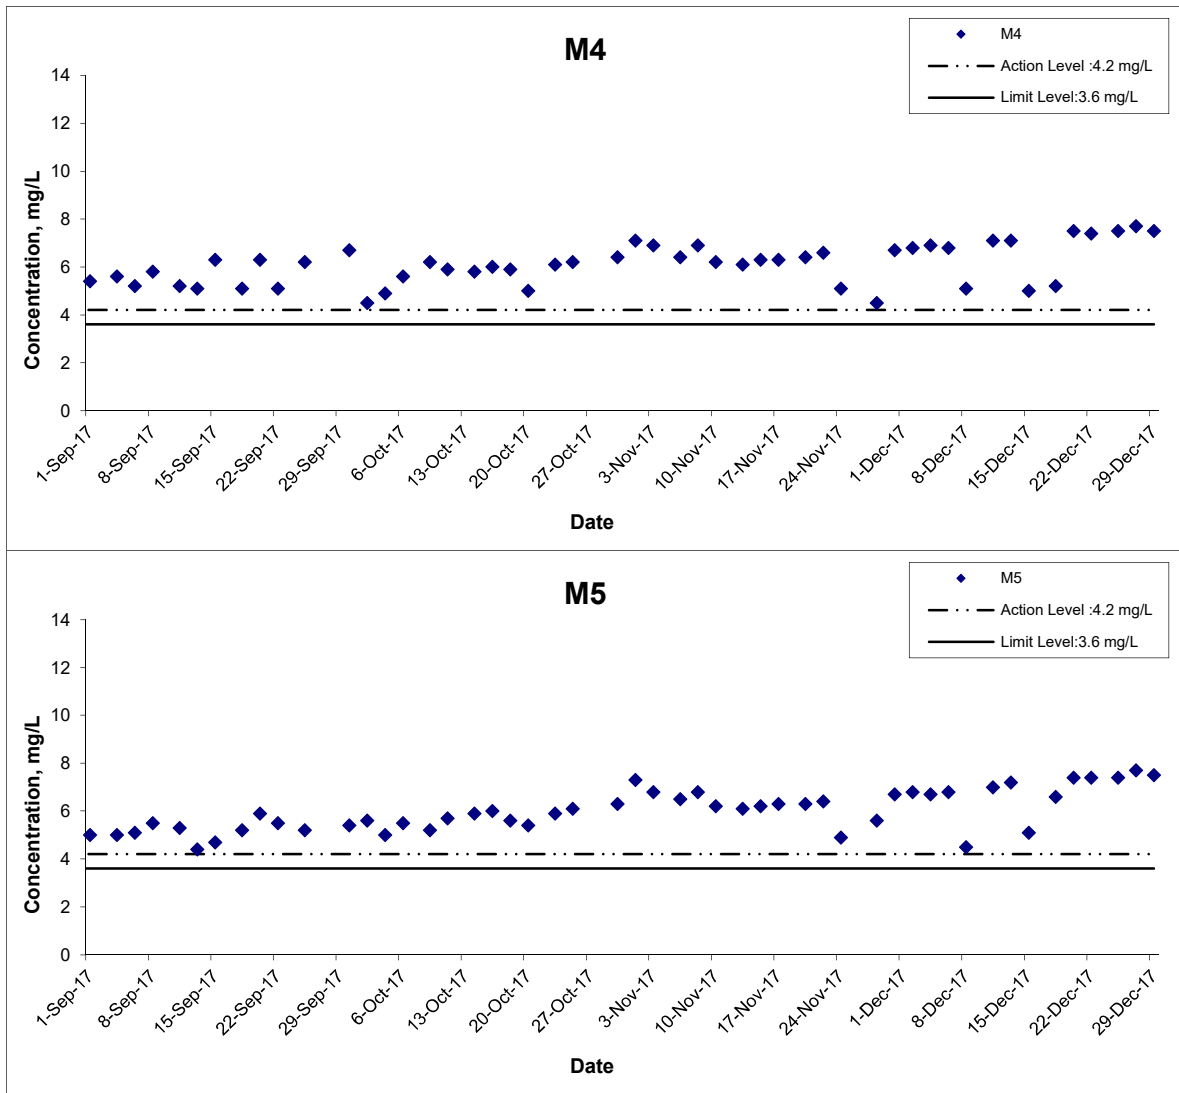 M4
M4
Action Level :4.2 mg/L
Limit Level:3.6 mg/L
Concentration, mg/L
14
12
10
8
6
4
2
0
1-Sep-17
8-Sep-17
15-Sep-17
22-Sep-17
29-Sep-17
6-Oct-17
13-Oct-17
20-Oct-17
27-Oct-17
3-Nov-17
10-Nov-17
17-Nov-17
24-Nov-17
1-Dec-17
8-Dec-17
15-Dec-17
22-Dec-17
29-Dec-17
Date
M5
M5
Action Level :4.2 mg/L
Limit Level:3.6 mg/L
Concentration, mg/L
14
12
10
8
6
4
2
0
1-Sep-17
8-Sep-17
15-Sep-17
22-Sep-17
29-Sep-17
6-Oct-17
13-Oct-17
20-Oct-17
27-Oct-17
3-Nov-17
10-Nov-17
17-Nov-17
24-Nov-17
1-Dec-17
8-Dec-17
15-Dec-17
22-Dec-17
29-Dec-17
Date